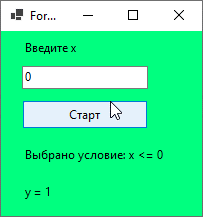 For...
Введите x
0
Старт
Выбрано условие: x <= 0
y = 1